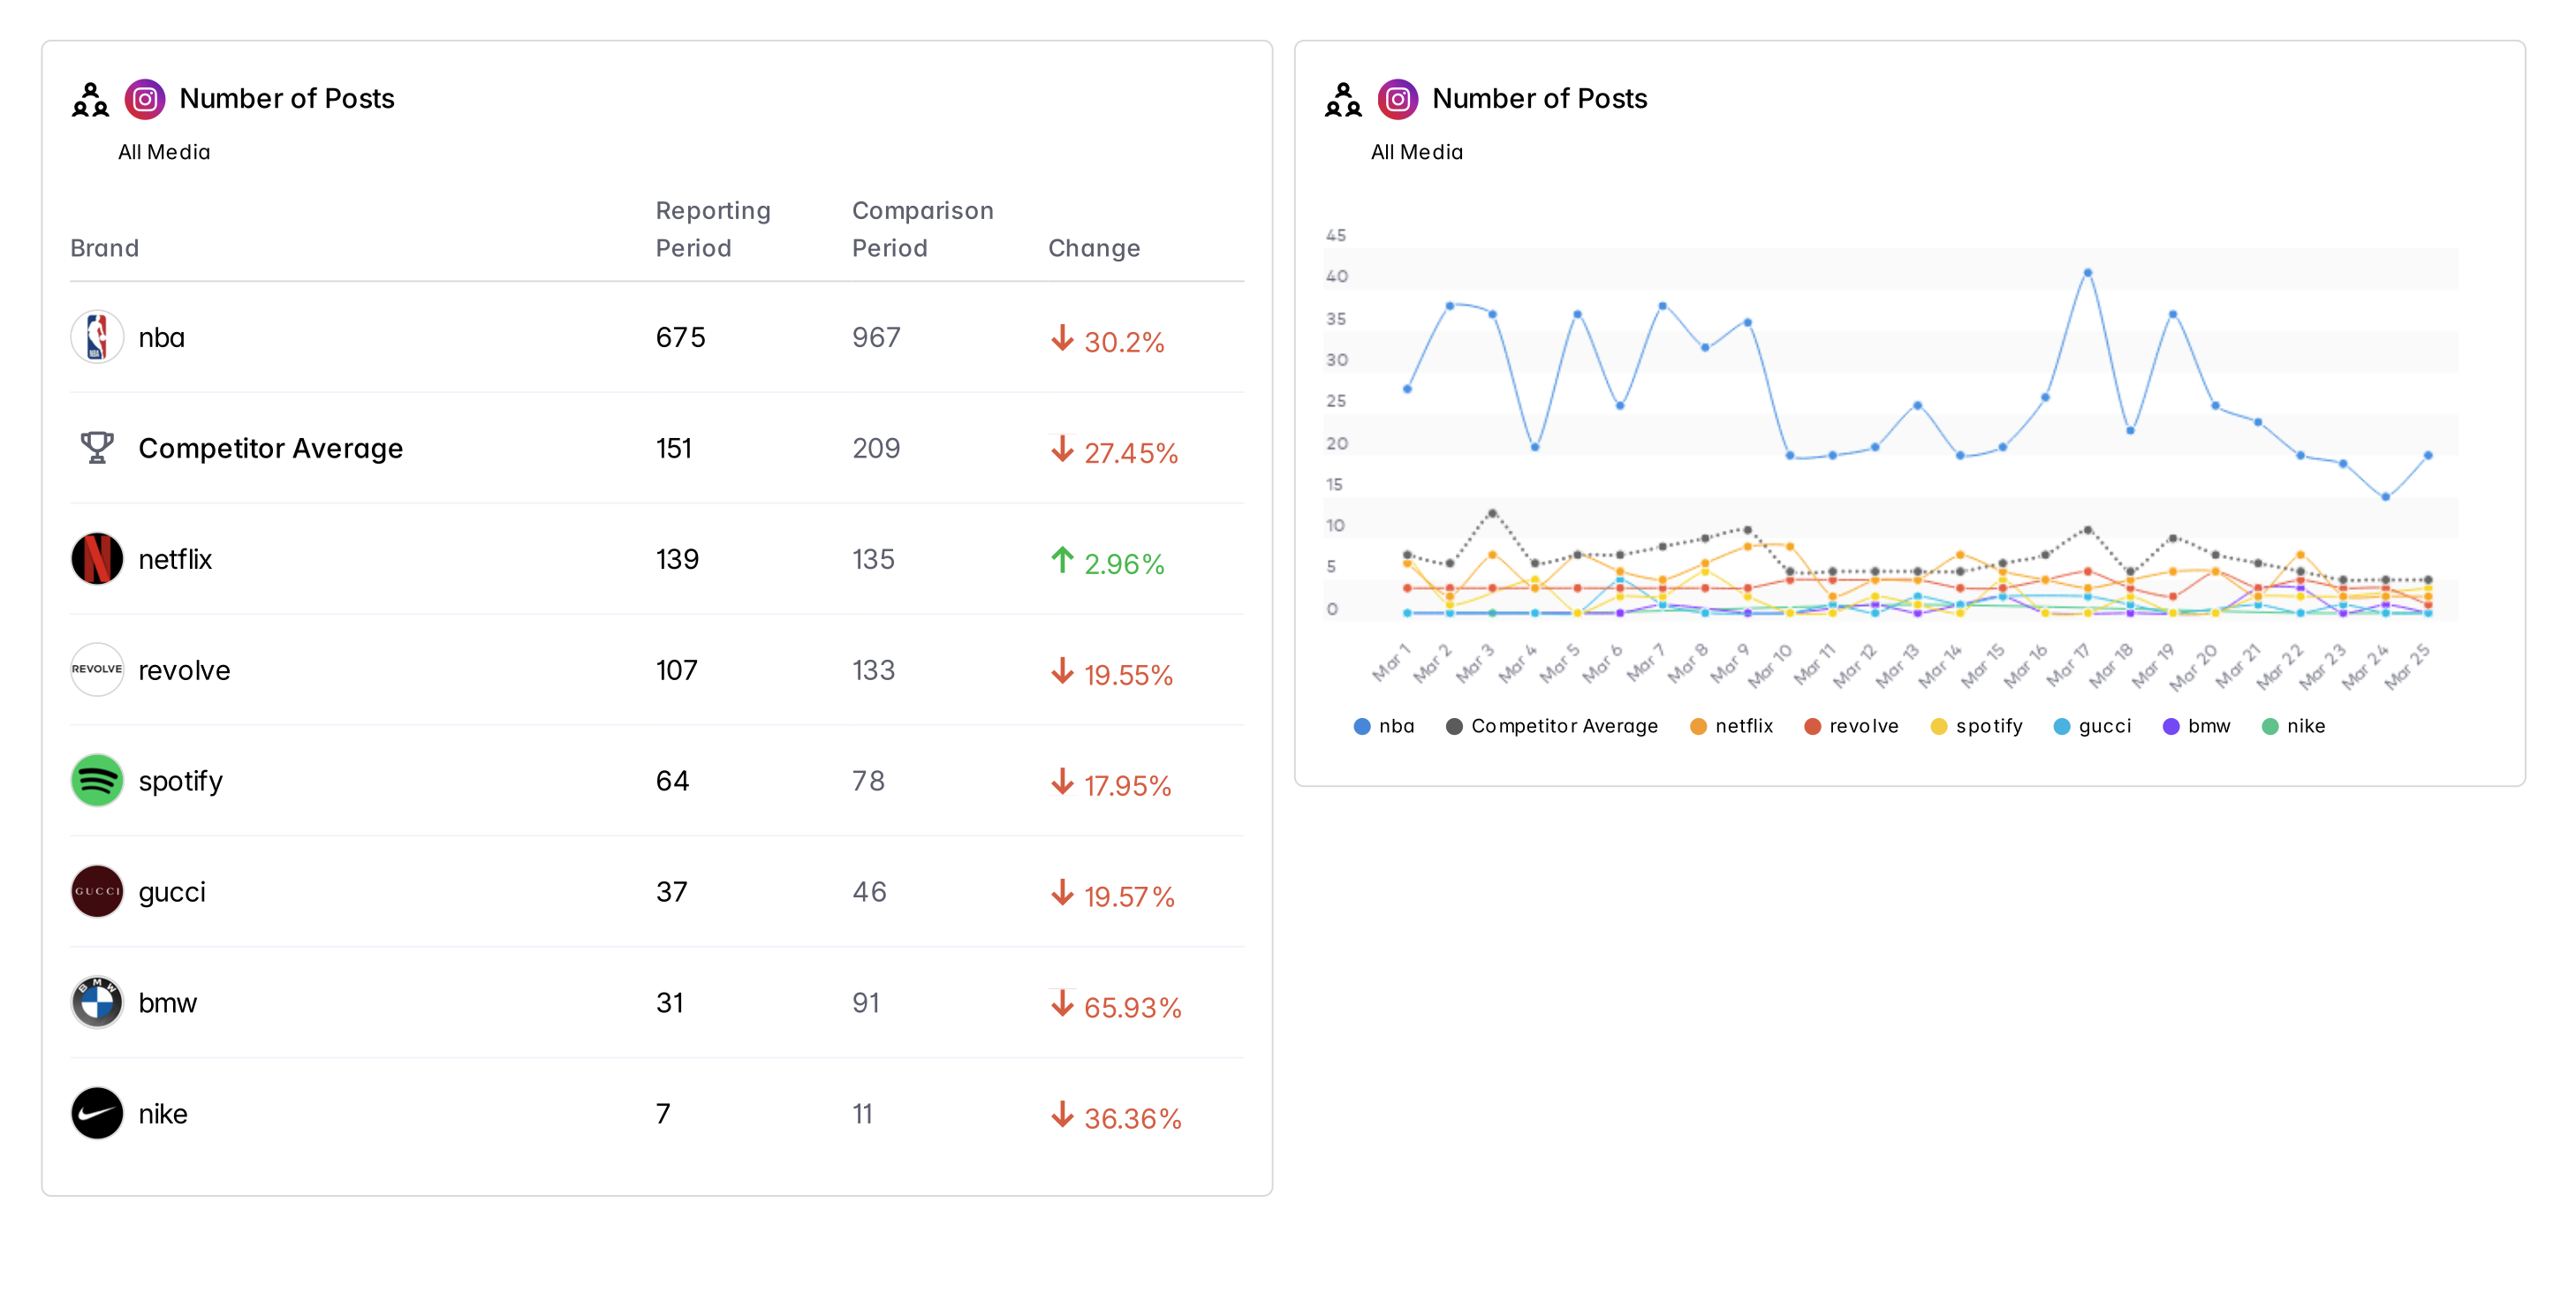 Number of Posts
All Media
Brand Reporting Period Comparison Period Change
NBA nba 675 967 30.2%
Competitor Average 151 209 27.45%
netflix 139 135 2.96%
REVOLVE revolve 107 133 19.55%
spotify 64 78 17.95%
GUCCI gucci 37 46 19.57%
BMW bmw 31 91 65.93%
nike 7 11 36.36%
Number of Posts
All Media
45
40
35
30
25
20
15
10
5
0
Mar 1 Mar 2 Mar 3 Mar 4 Mar 5 Mar 6 Mar 7 Mar 8 Mar 9 Mar 10 Mar 11 Mar 12 Mar 13 Mar 14 Mar 15 Mar 16 Mar 17 Mar 18 Mar 19 Mar 20 Mar 21 Mar 22 Mar 23 Mar 24 Mar 25
nba Competitor Average netflix revolve spotify gucci bmw nike